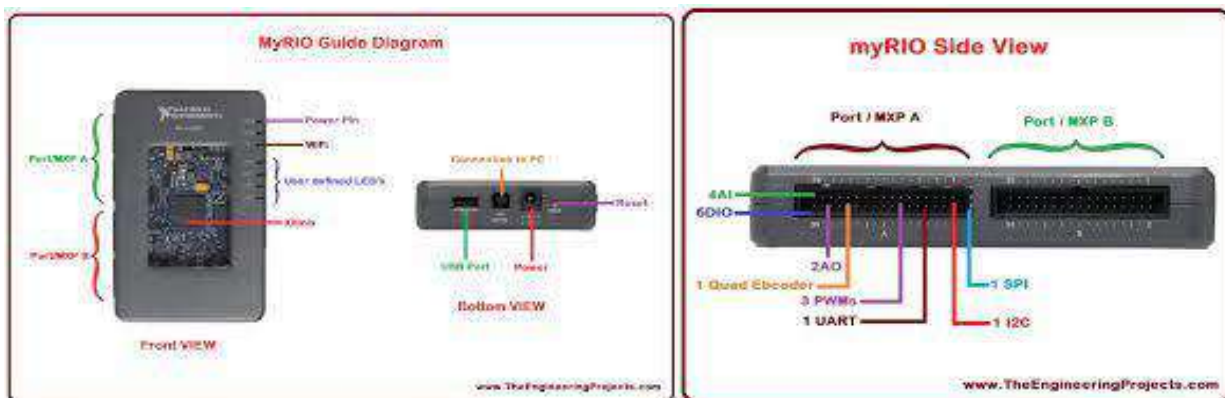 MyRIO Guide Diagram
Port/MXP A
Port/MXP B
Power Pin
WiFi
User defined LED's
Xilinx
Front VIEW
Connection to PC
Reset
USB Port
Power
Bottom VIEW
www.TheEngineeringProjects.com
myRIO Side View
Port / MXP A
Port / MXP B
4AI
6DIO
2AO
1 Quad Ebcoder
3 PWMs
1 UART
1 SPI
1 I2C
www.TheEngineeringProjects.com